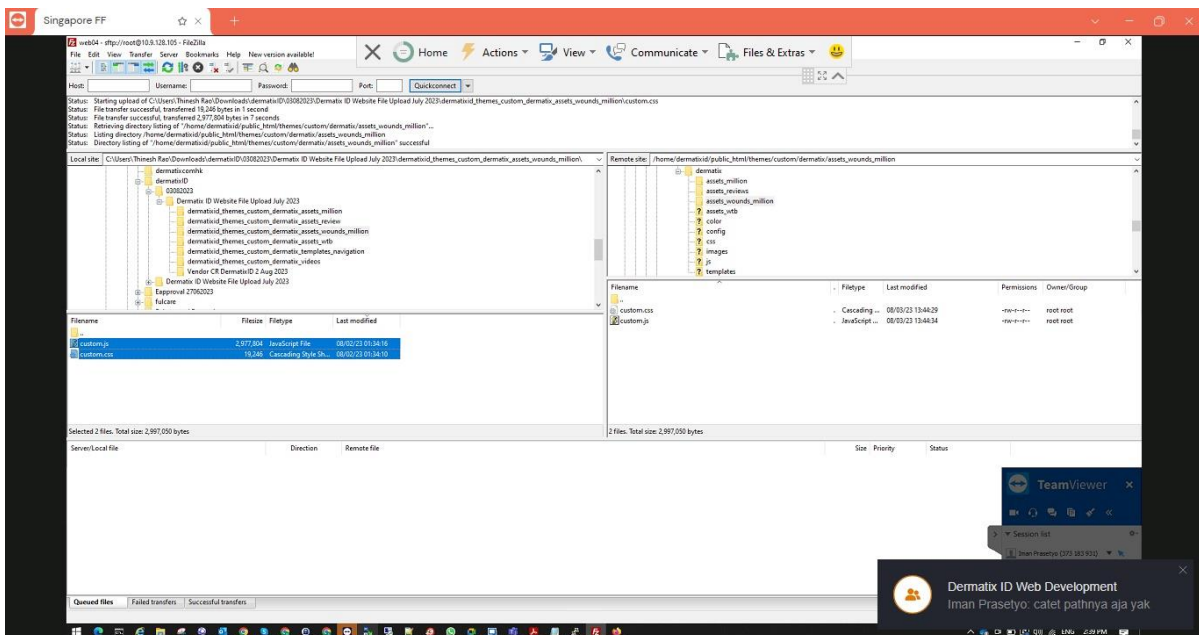 Singapore FF
web04 - sftp://root@10.9.128.105 - FileZilla
File Edit View Transfer Server Bookmarks Help New version available!
Home Actions View Communicate Files & Extras
Host: Username: Password: Port: Quickconnect
Status: Starting upload of C:\Users\Thinesh Rao\Downloads\dermatixID\03082023\Dermatix ID Website File Upload July 2023\dermatixid_themes_custom_dermatix_assets_wounds_million\custom.css
Status: File transfer successful, transferred 19,246 bytes in 1 second
Status: File transfer successful, transferred 2,977,804 bytes in 7 seconds
Status: Retrieving directory listing of "/home/dermatixid/public_html/themes/custom/dermatix/assets_wounds_million"...
Status: Listing directory /home/dermatixid/public_html/themes/custom/dermatix/assets_wounds_million
Status: Directory listing of "/home/dermatixid/public_html/themes/custom/dermatix/assets_wounds_million" successful
Local site: C:\Users\Thinesh Rao\Downloads\dermatixID\03082023\Dermatix ID Website File Upload July 2023\dermatixid_themes_custom_dermatix_assets_wounds_million\
dermatixcomhk
dermatixID
03082023
Dermatix ID Website File Upload July 2023
dermatixid_themes_custom_dermatix_assets_million
dermatixid_themes_custom_dermatix_assets_review
dermatixid_themes_custom_dermatix_assets_wounds_million
dermatixid_themes_custom_dermatix_assets_wtb
dermatixid_themes_custom_dermatix_templates_navigation
dermatixid_themes_custom_dermatix_videos
Vendor CR DermatixID 2 Aug 2023
Dermatix ID Website File Upload July 2023
Eapproval 27062023
fulcare
Remote site: /home/dermatixid/public_html/themes/custom/dermatix/assets_wounds_million
dermatix
assets_million
assets_reviews
assets_wounds_million
assets_wtb
color
config
css
images
js
templates
Filename Filesize Filetype Last modified
..
custom.js 2,977,804 JavaScript File 08/02/23 01:34:16
custom.css 19,246 Cascading Style Sh... 08/02/23 01:34:10
Selected 2 files. Total size: 2,997,050 bytes
Filename Filetype Last modified Permissions Owner/Group
..
custom.css Cascading ... 08/03/23 13:44:29 -rw-r--r-- root root
custom.js JavaScript ... 08/03/23 13:44:34 -rw-r--r-- root root
2 files. Total size: 2,997,050 bytes
Server/Local file Direction Remote file Size Priority Status
TeamViewer
Session list
Iman Prasetyo (373 183 931)
Dermatix ID Web Development
Iman Prasetyo: catet pathnya aja yak
Queued files Failed transfers Successful transfers
ENG 2:39 PM